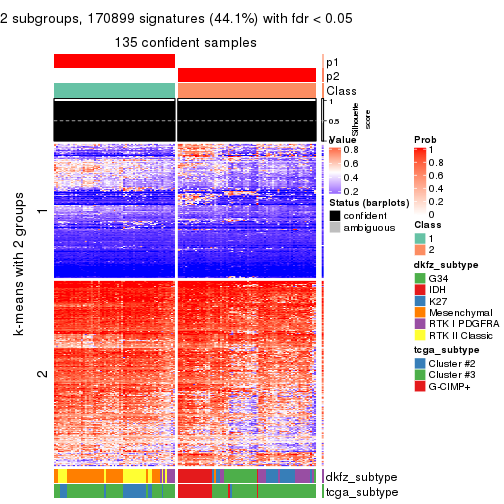 2 subgroups, 170899 signatures (44.1%) with fdr < 0.05
135 confident samples
p1
p2
Class
1
0.5
0
Silhouette
score
k-means with 2 groups
1
2
Value
0.8
0.6
0.4
0.2
Status (barplots)
confident
ambiguous
Prob
1
0.8
0.6
0.4
0.2
0
Class
1
2
dkfz_subtype
G34
IDH
K27
Mesenchymal
RTK I PDGFRA
RTK II Classic
tcga_subtype
Cluster #2
Cluster #3
G-CIMP+
dkfz_subtype
tcga_subtype